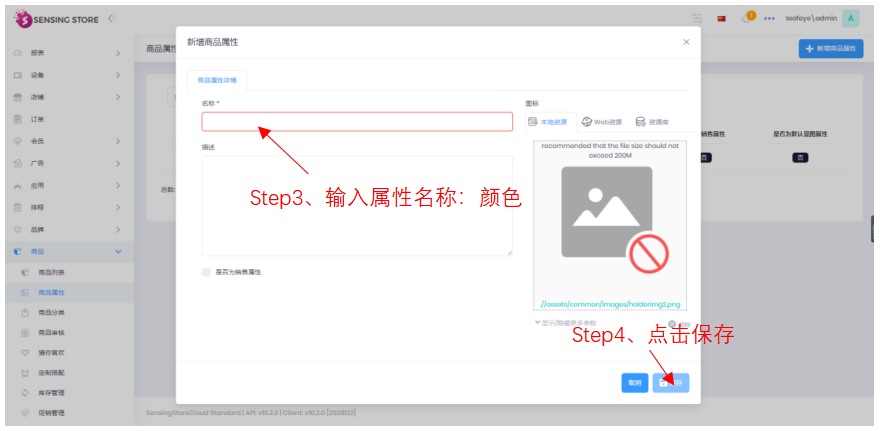 SENSING STORE
1
laofoye\admin
A
报表
设备
店铺
订单
会员
广告
应用
排程
品牌
商品
商品列表
商品属性
商品分类
商品审核
猜你喜欢
定制搭配
库存管理
促销管理
商品属性
新增商品属性
总数:
销售属性
是否为默认显图属性
否
否
新增商品属性
商品属性详情
名称 *
描述
是否为销售属性
图标
本地资源
Web资源
资源库
recommended that the file size should not
exceed 200M
//assets/common/images/holderimg2.png
显示/隐藏更多参数
取消
Step3、输入属性名称：颜色
Step4、点击保存
SensingStoreCloud Standard | API: v10.2.0 | Client: v10.2.0 [20211122]